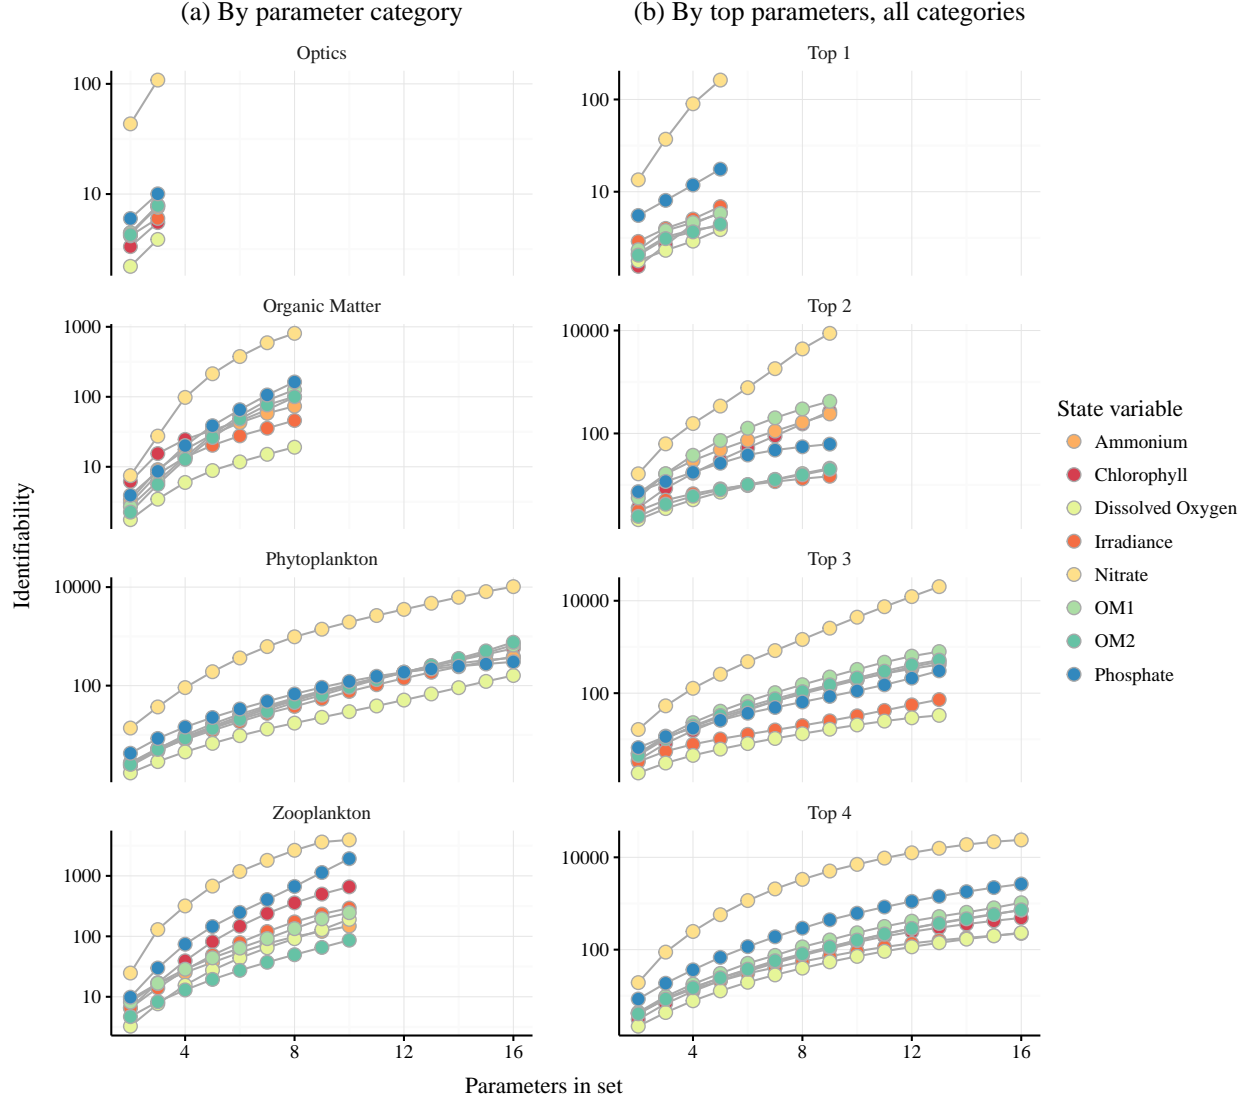 (a) By parameter category
(b) By top parameters, all categories
Optics
Top 1
100
10
100
10
Organic Matter
Top 2
1000
100
10
10000
100
Phytoplankton
Top 3
10000
100
10000
100
Zooplankton
Top 4
1000
100
10
10000
100
4
8
12
16
4
8
12
16
Parameters in set
Identifiability
State variable
Ammonium
Chlorophyll
Dissolved Oxygen
Irradiance
Nitrate
OM1
OM2
Phosphate